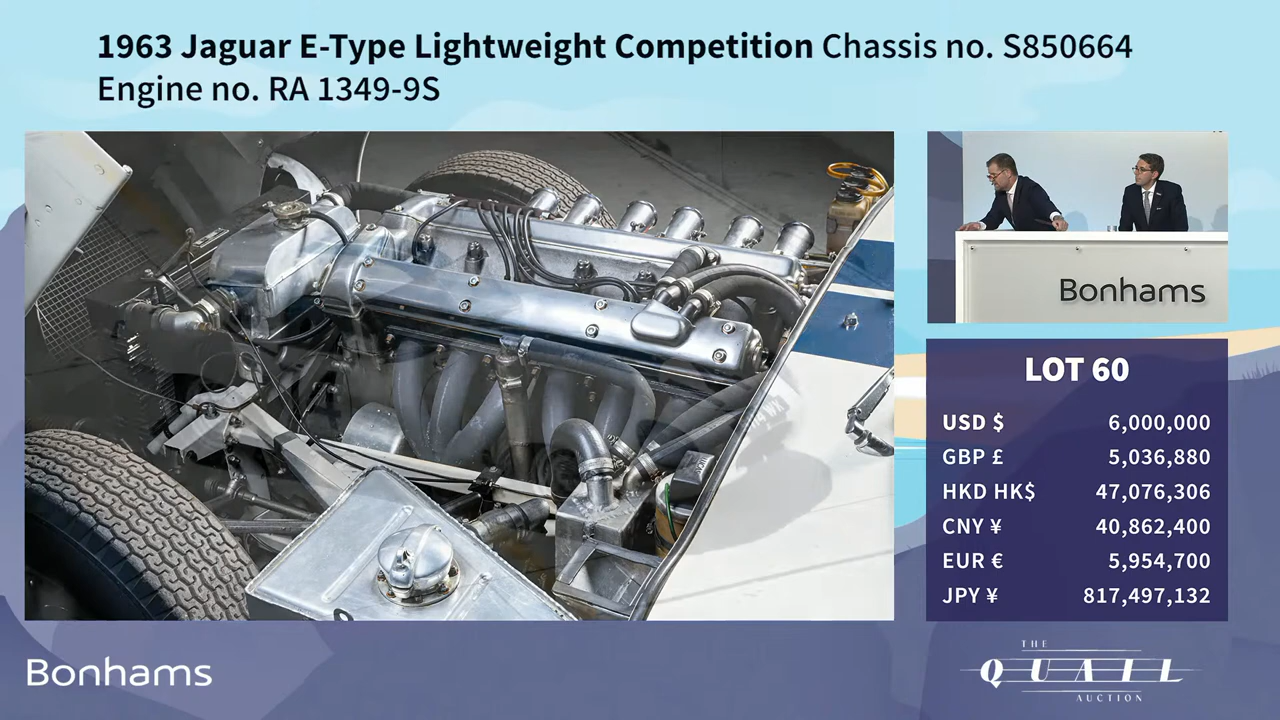 1963 Jaguar E-Type Lightweight Competition Chassis no. S850664
Engine no. RA 1349-9S
Bonhams
LOT 60
USD $ 6,000,000
GBP £ 5,036,880
HKD HK$ 47,076,306
CNY ¥ 40,862,400
EUR € 5,954,700
JPY ¥ 817,497,132
Bonhams
THE
QUAIL
AUCTION